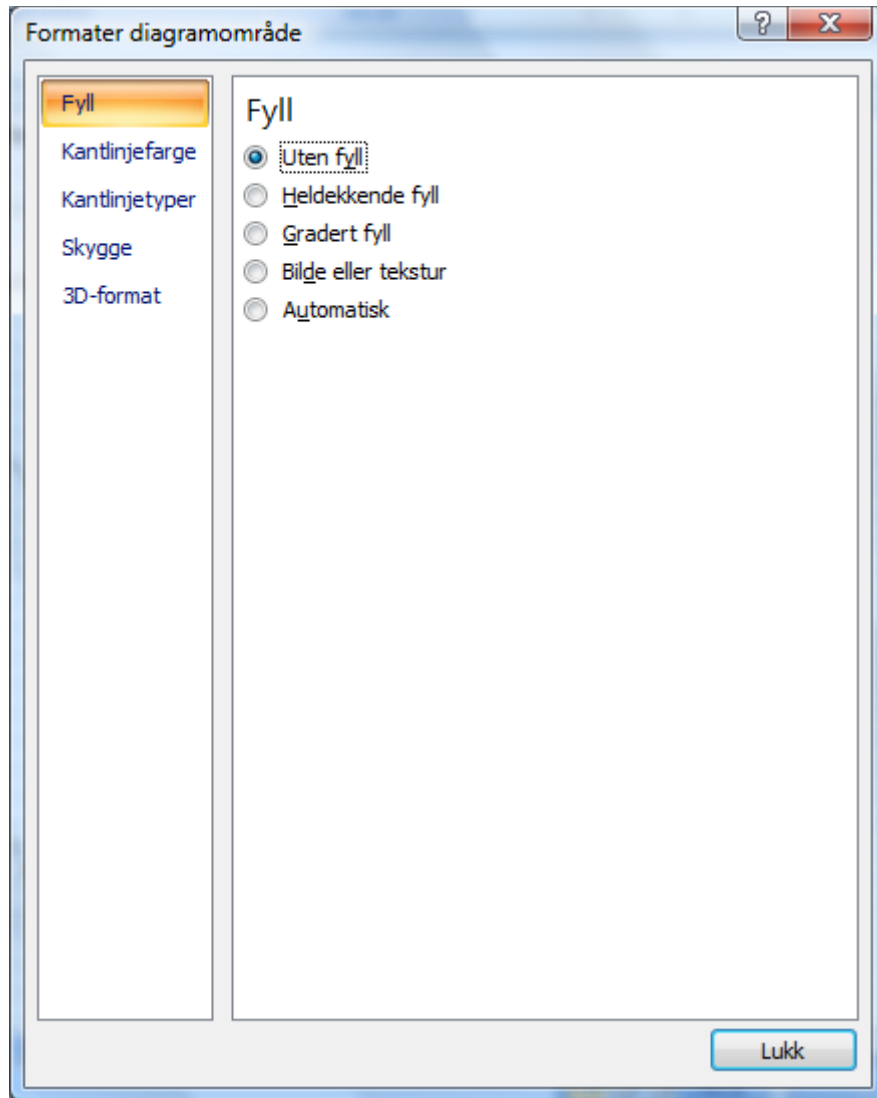 Formater diagramområde
Fyll
Kantlinjefarge
Kantlinjetyper
Skygge
3D-format
Fyll
Uten fyll
Heldekkende fyll
Gradert fyll
Bilde eller tekstur
Automatisk
Lukk